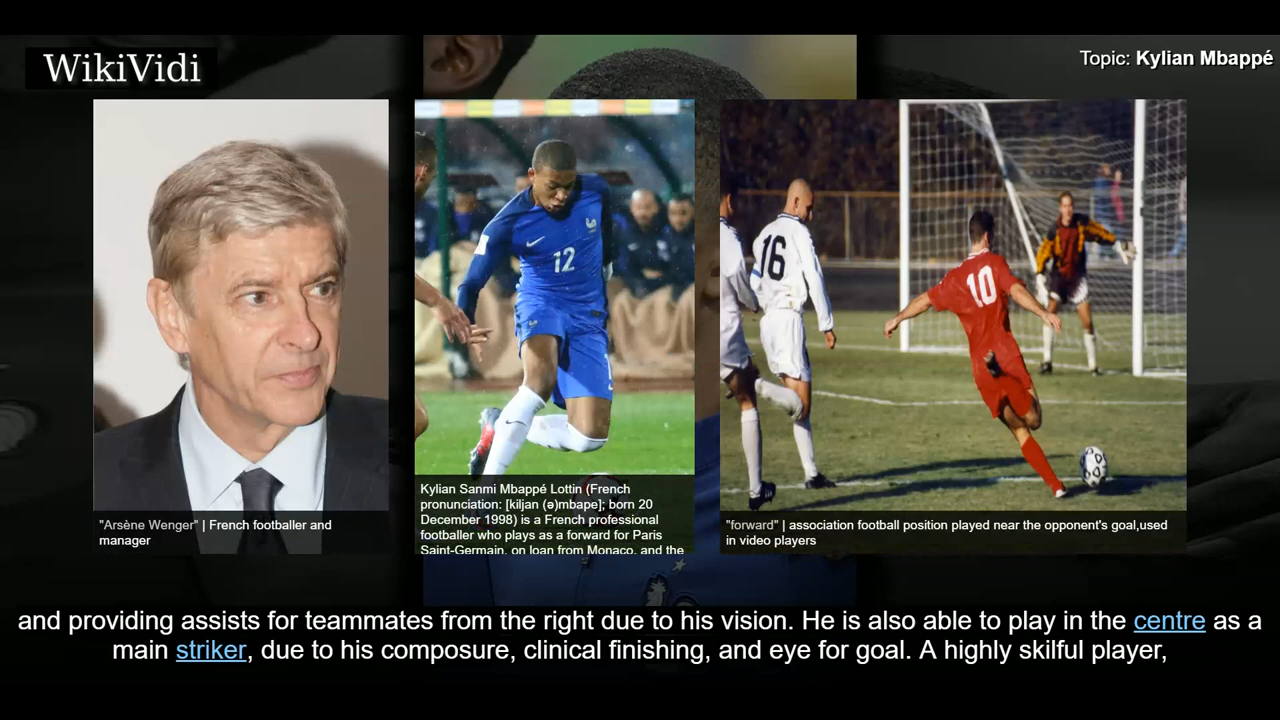 WikiVidi
Topic: Kylian Mbappé
12
16
10
"Arsène Wenger" | French footballer and
manager
Kylian Sanmi Mbappé Lottin (French
pronunciation: [kiljan (ə)mbape]; born 20
December 1998) is a French professional
footballer who plays as a forward for Paris
Saint-Germain, on loan from Monaco, and the
"forward" | association football position played near the opponent's goal,used
in video players
and providing assists for teammates from the right due to his vision. He is also able to play in the centre as a
main striker, due to his composure, clinical finishing, and eye for goal. A highly skilful player,